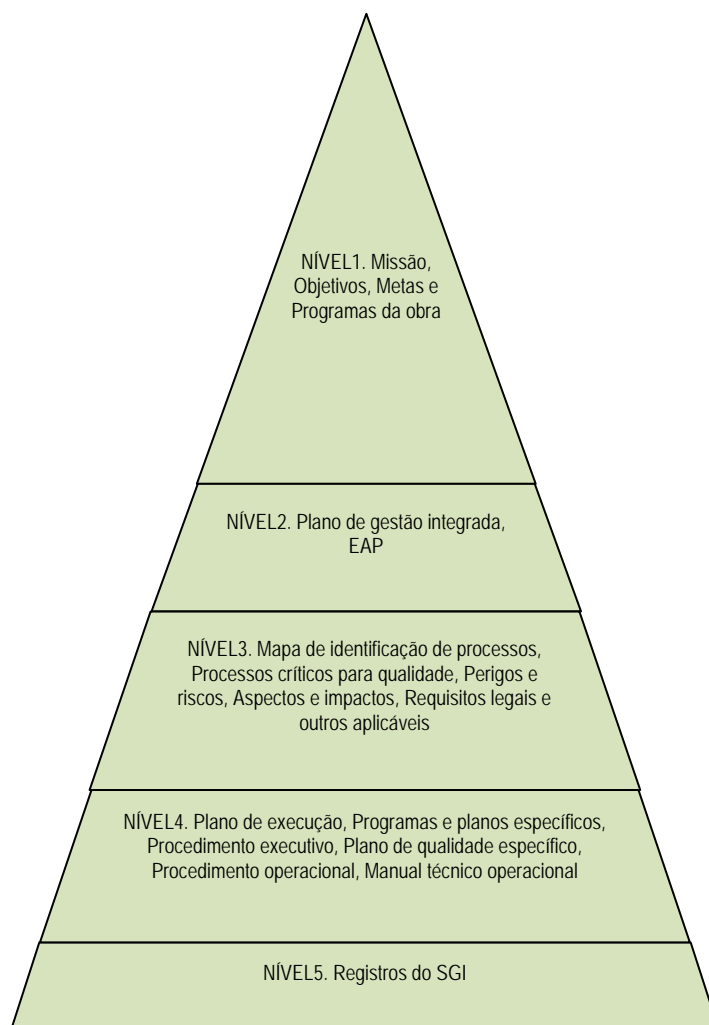 NÍVEL1. Missão,
Objetivos, Metas e
Programas da obra
NÍVEL2. Plano de gestão integrada,
EAP
NÍVEL3. Mapa de identificação de processos,
Processos críticos para qualidade, Perigos e
riscos, Aspectos e impactos, Requisitos legais e
outros aplicáveis
NÍVEL4. Plano de execução, Programas e planos específicos,
Procedimento executivo, Plano de qualidade específico,
Procedimento operacional, Manual técnico operacional
NÍVEL5. Registros do SGI